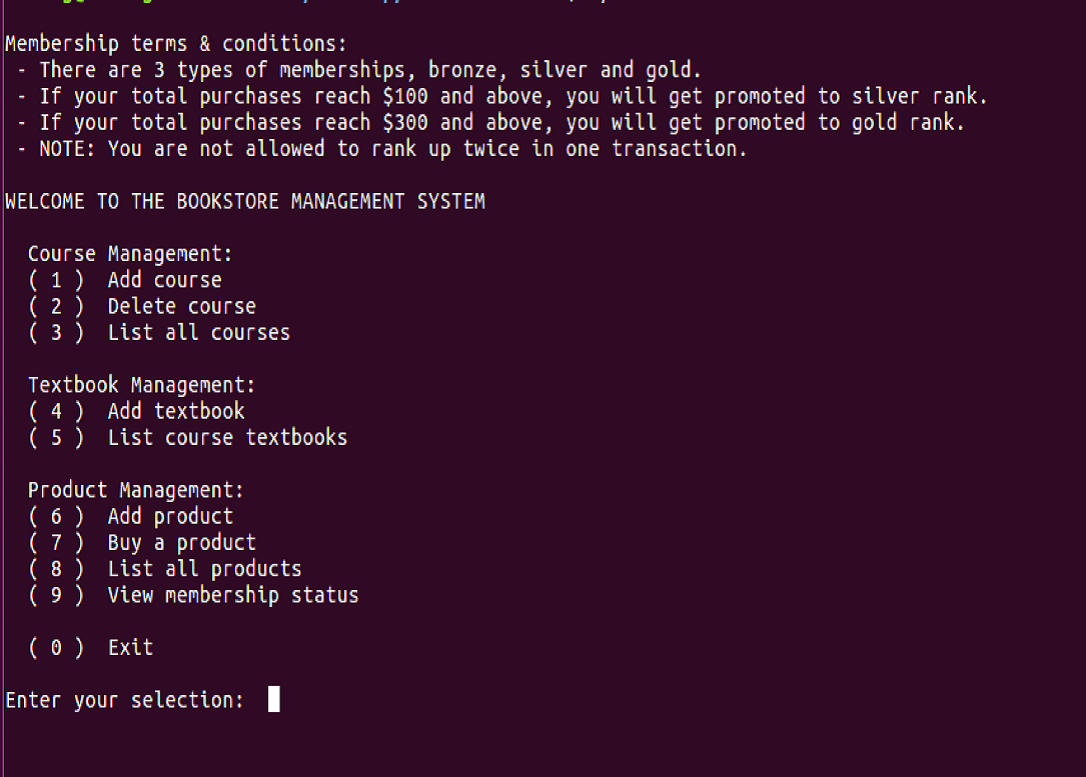 Membership terms & conditions:
- There are 3 types of memberships, bronze, silver and gold.
- If your total purchases reach $100 and above, you will get promoted to silver rank.
- If your total purchases reach $300 and above, you will get promoted to gold rank.
- NOTE: You are not allowed to rank up twice in one transaction.
WELCOME TO THE BOOKSTORE MANAGEMENT SYSTEM
Course Management:
( 1 ) Add course
( 2 ) Delete course
( 3 ) List all courses
Textbook Management:
( 4 ) Add textbook
( 5 ) List course textbooks
Product Management:
( 6 ) Add product
( 7 ) Buy a product
( 8 ) List all products
( 9 ) View membership status
( 0 ) Exit
Enter your selection: